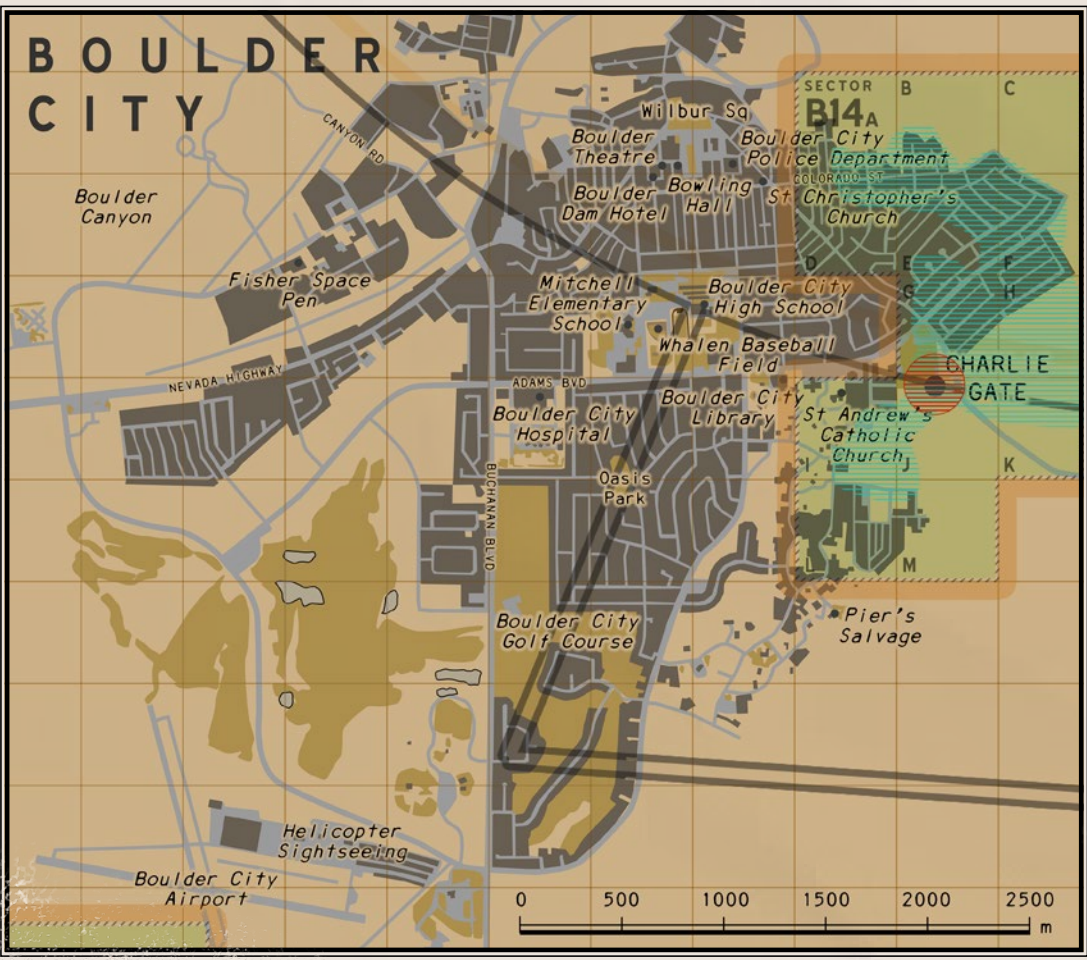 BOULDER
CITY
SECTOR
B14A
B
C
CANYON RD
Wilbur Sq
Boulder
Theatre
Boulder City
Police Department
COLORADO ST
Boulder
Canyon
Boulder
Dam Hotel
Bowling
Hall
St Christopher's
Church
D
E
F
Fisher Space
Pen
Mitchell
Elementary
School
Boulder City
High School
G
H
Whalen Baseball
Field
CHARLIE
GATE
NEVADA HIGHWAY
ADAMS BVD
Boulder City
Hospital
Boulder City
Library
St Andrew's
Catholic
Church
I
J
K
BUCHANAN BLVD
Oasis
Park
L
M
Boulder City
Golf Course
Pier's
Salvage
Helicopter
Sightseeing
Boulder City
Airport
0 500 1000 1500 2000 2500
m